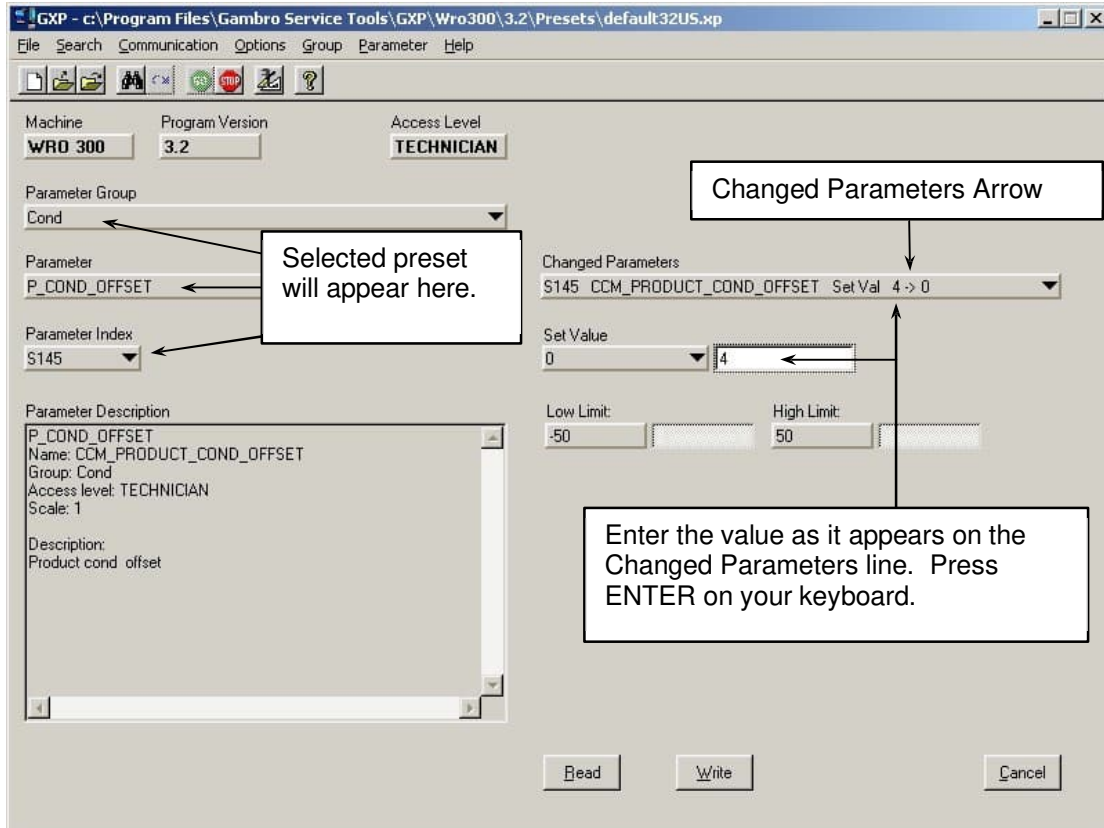 GXP - c:\Program Files\Gambro Service Tools\GXP\Wro300\3.2\Presets\default32US.xp
File Search Communication Options Group Parameter Help
GO STOP ?
Machine Program Version Access Level
WRO 300 3.2 TECHNICIAN
Parameter Group
Cond
Changed Parameters Arrow
Selected preset
will appear here.
Parameter
P_COND_OFFSET
Changed Parameters
S145 CCM_PRODUCT_COND_OFFSET Set Val 4 -> 0
Parameter Index
S145
Set Value
0 4
Parameter Description
P_COND_OFFSET
Name: CCM_PRODUCT_COND_OFFSET
Group: Cond
Access level: TECHNICIAN
Scale: 1
Description:
Product cond offset
Low Limit: High Limit:
-50 50
Enter the value as it appears on the
Changed Parameters line. Press
ENTER on your keyboard.
Read Write Cancel